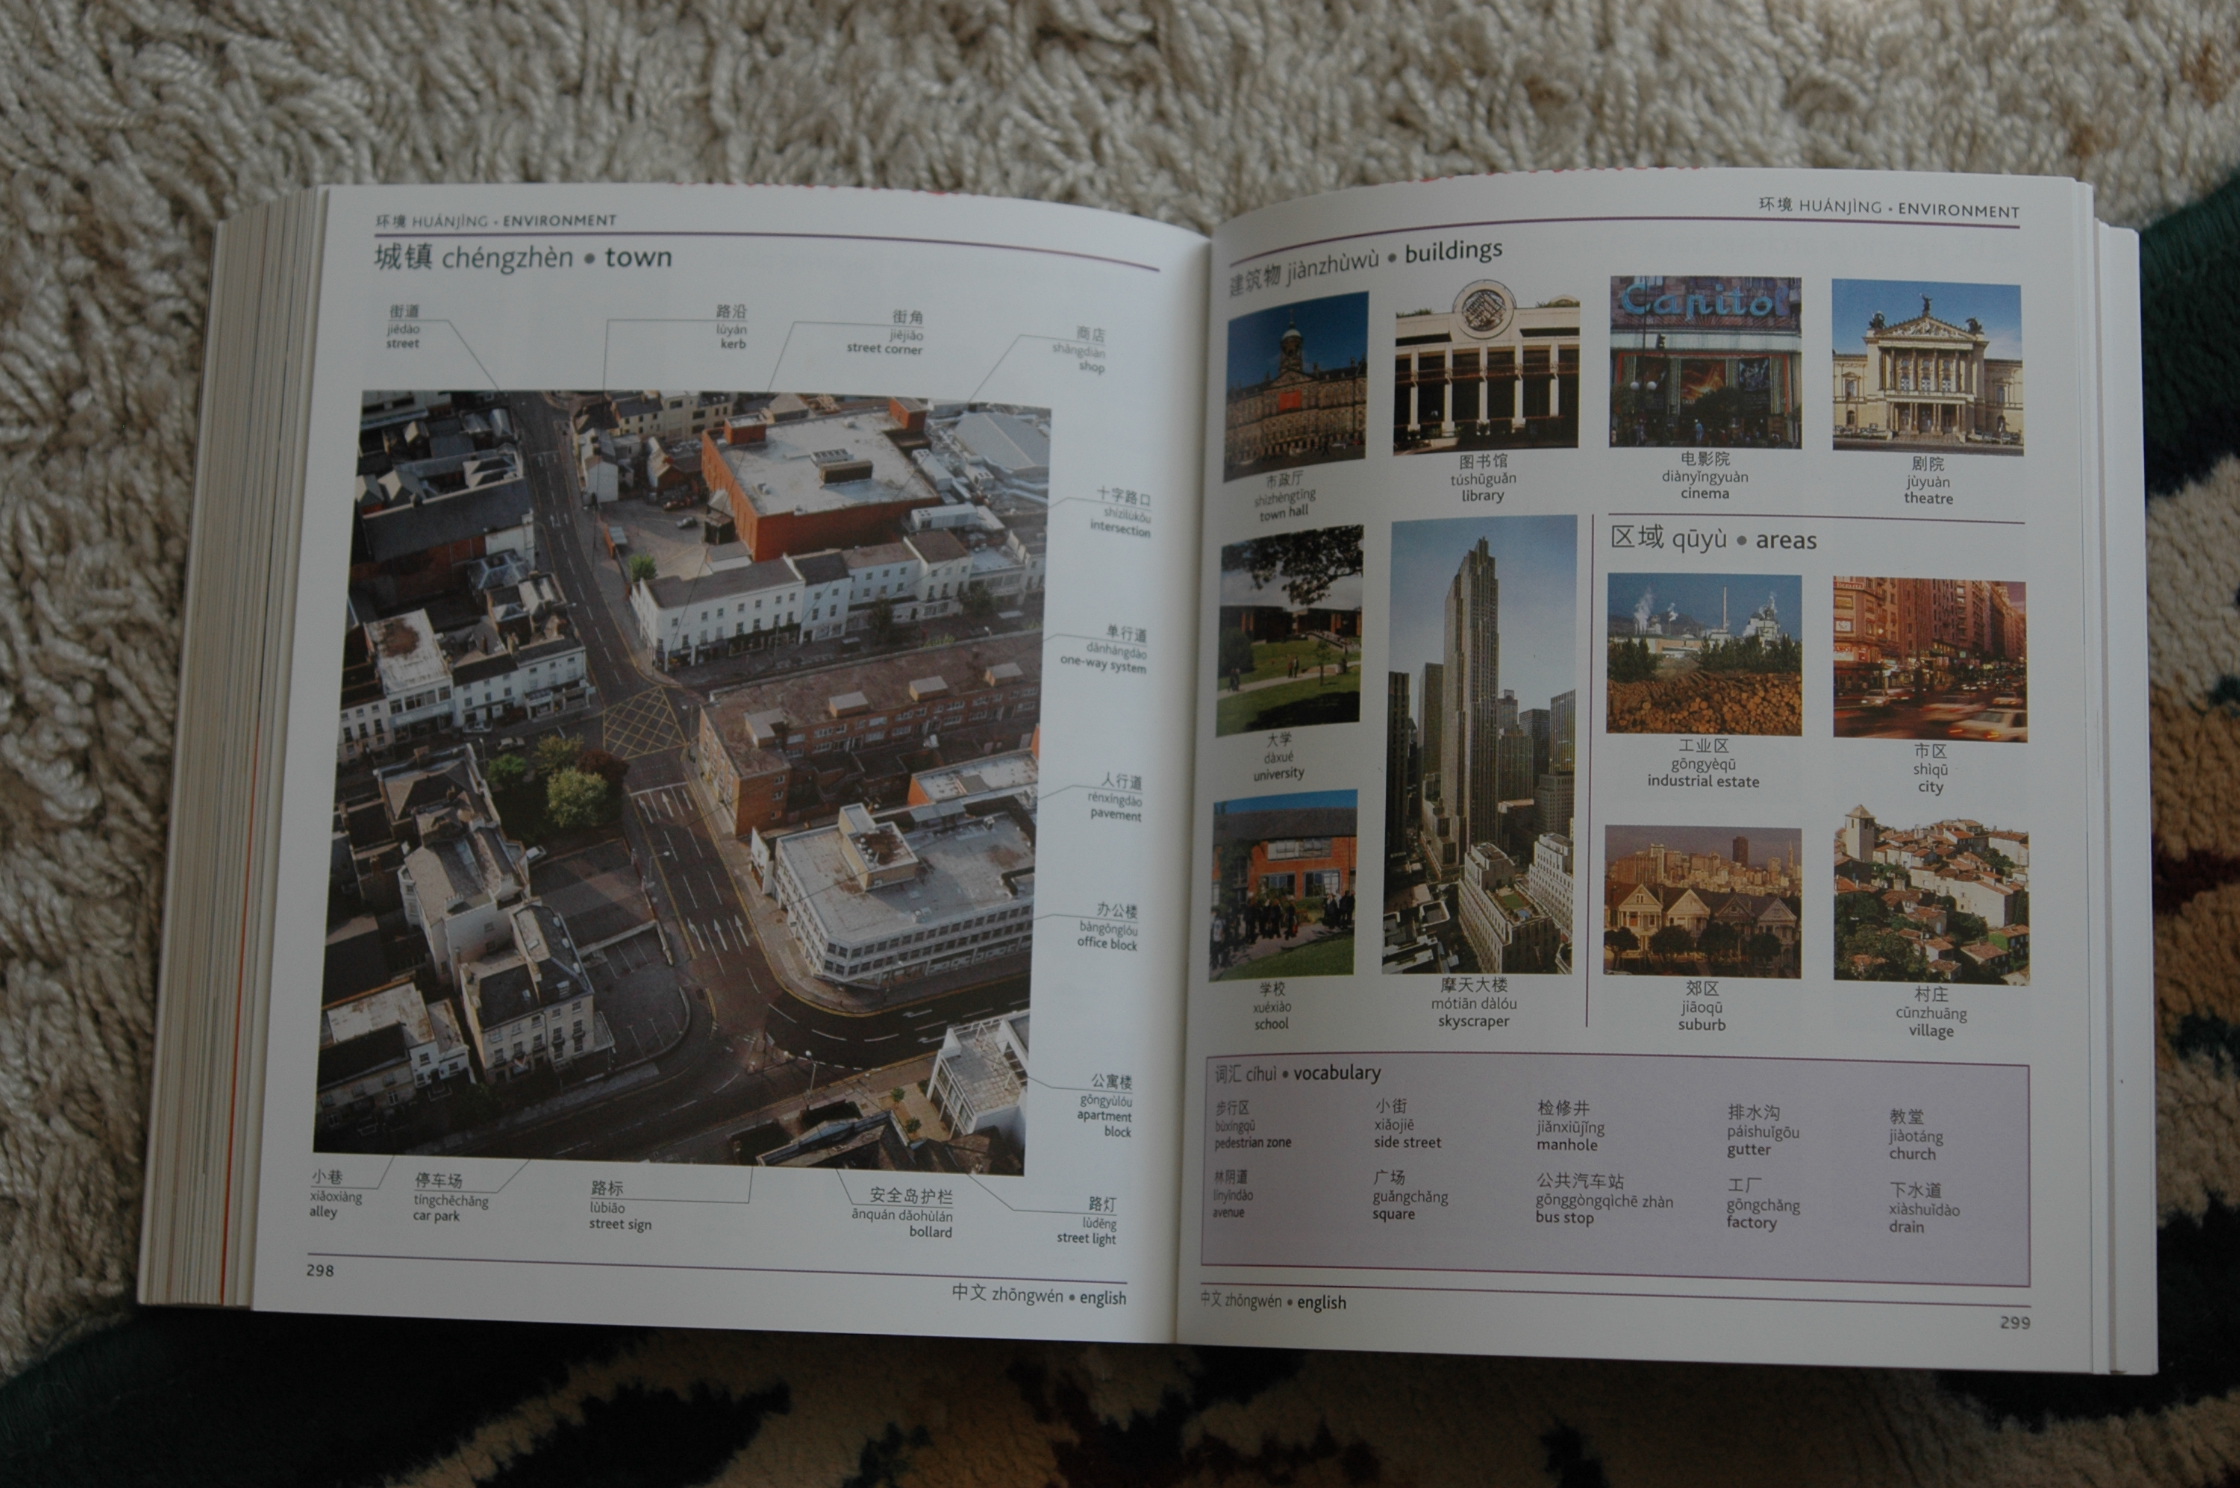 环境 HUÁNJÌNG • ENVIRONMENT
城镇 chéngzhèn • town
街道
jiēdào
street
路沿
lùyán
kerb
街角
jiējiǎo
street corner
商店
shāngdiàn
shop
十字路口
shízìlùkǒu
intersection
单行道
dānhángdào
one-way system
人行道
rénxíngdào
pavement
办公楼
bàngōnglóu
office block
公寓楼
gōngyùlóu
apartment
block
小巷
xiǎoxiàng
alley
停车场
tíngchēchǎng
car park
路标
lùbiāo
street sign
安全岛护栏
ānquán dǎohùlán
bollard
路灯
lùdēng
street light
298
中文 zhōngwén • english
环境 HUÁNJÌNG • ENVIRONMENT
建筑物 jiànzhùwù • buildings
市政厅
shìzhèngtīng
town hall
图书馆
túshūguǎn
library
Canitol
电影院
diànyǐngyuàn
cinema
剧院
jùyuàn
theatre
大学
dàxué
university
学校
xuéxiào
school
摩天大楼
mótiān dàlóu
skyscraper
区域 qūyù • areas
工业区
gōngyèqū
industrial estate
市区
shìqū
city
郊区
jiāoqū
suburb
村庄
cūnzhuāng
village
词汇 cíhuì • vocabulary
步行区
bùxíngqū
pedestrian zone
小街
xiǎojiē
side street
检修井
jiǎnxiūjǐng
manhole
排水沟
páishuǐgōu
gutter
教堂
jiàotáng
church
林阴道
línyīndào
avenue
广场
guǎngchǎng
square
公共汽车站
gōnggòngqìchē zhàn
bus stop
工厂
gōngchǎng
factory
下水道
xiàshuǐdào
drain
中文 zhōngwén • english
299